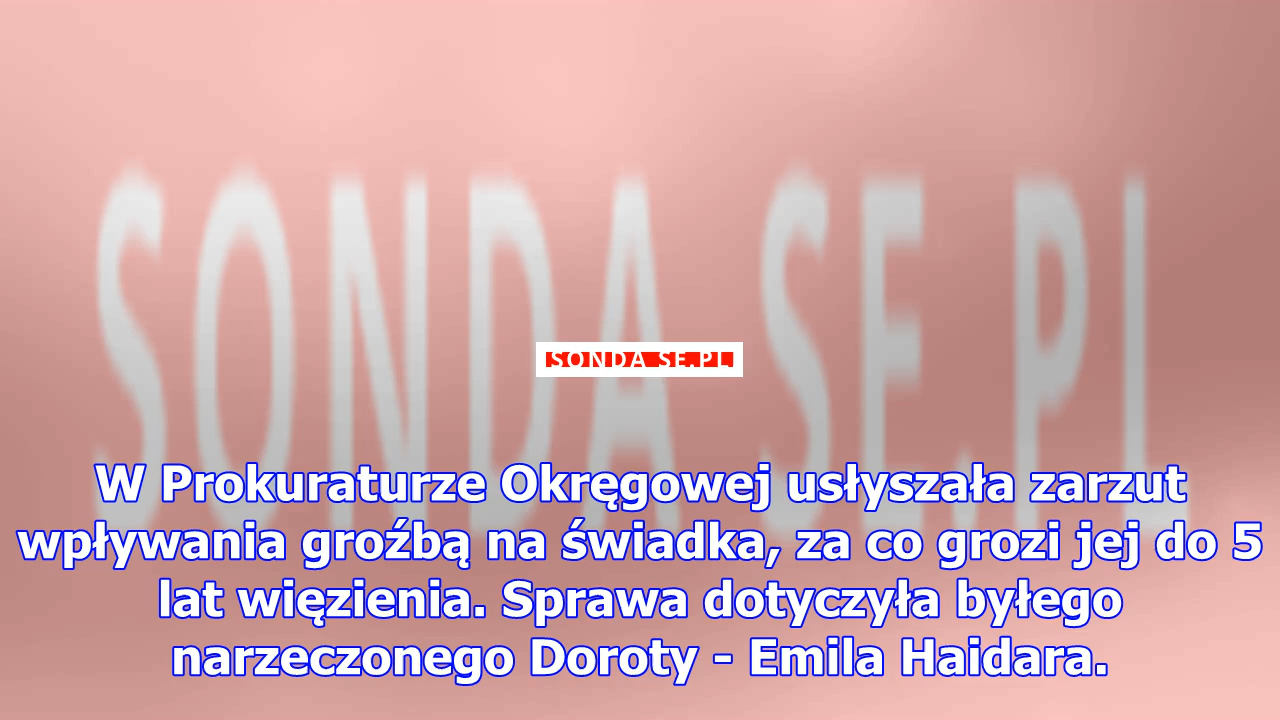 SONDA SE.PL
SONDA SE.PL
W Prokuraturze Okręgowej usłyszała zarzut
wpływania groźbą na świadka, za co grozi jej do 5
lat więzienia. Sprawa dotyczyła byłego
narzeczonego Doroty - Emila Haidara.